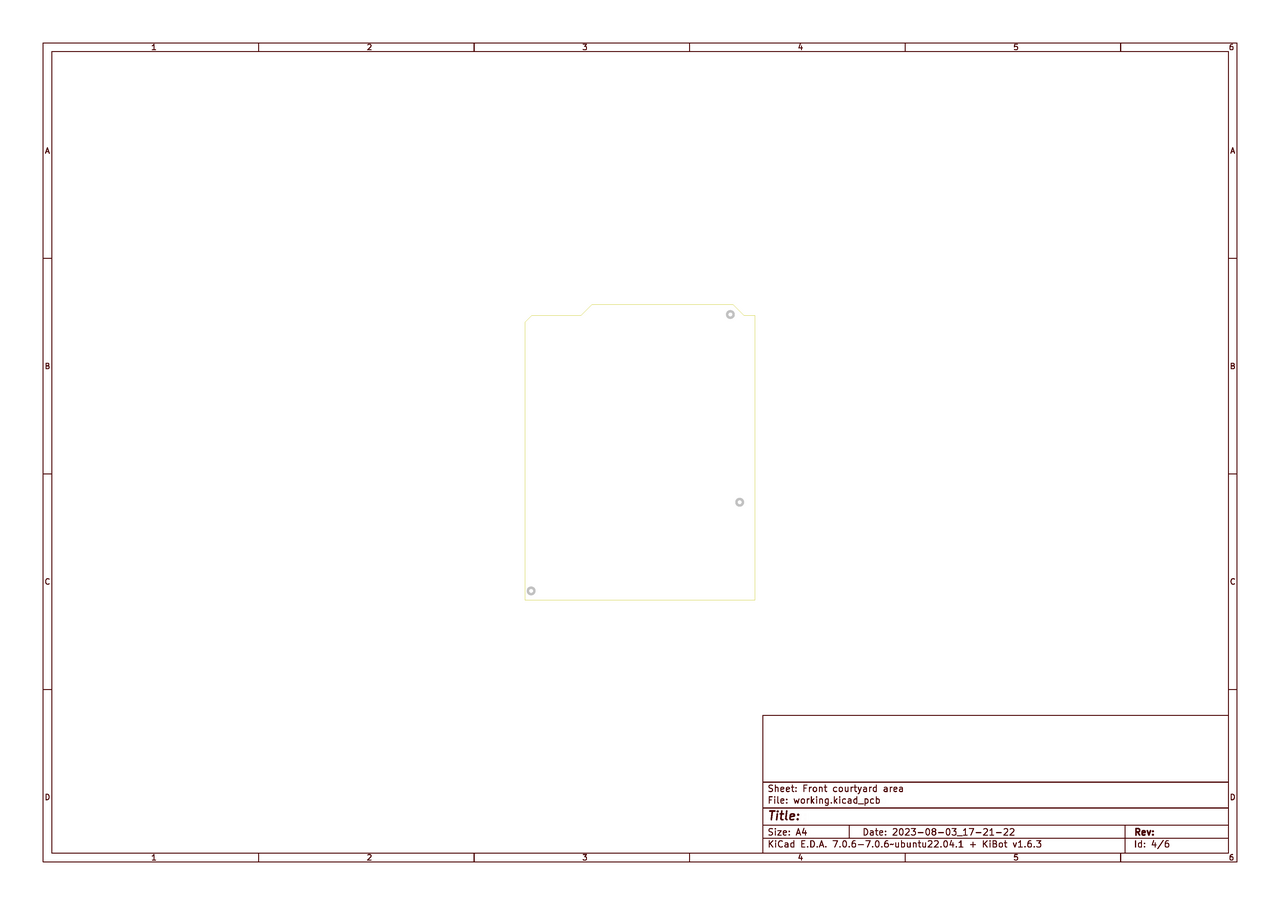 1 2 3 4 5 6
A A
B B
C C
D D
Sheet: Front courtyard area
File: working.kicad_pcb
Title:
Size: A4 Date: 2023-08-03_17-21-22 Rev:
KiCad E.D.A. 7.0.6-7.0.6~ubuntu22.04.1 + KiBot v1.6.3 Id: 4/6
1 2 3 4 5 6